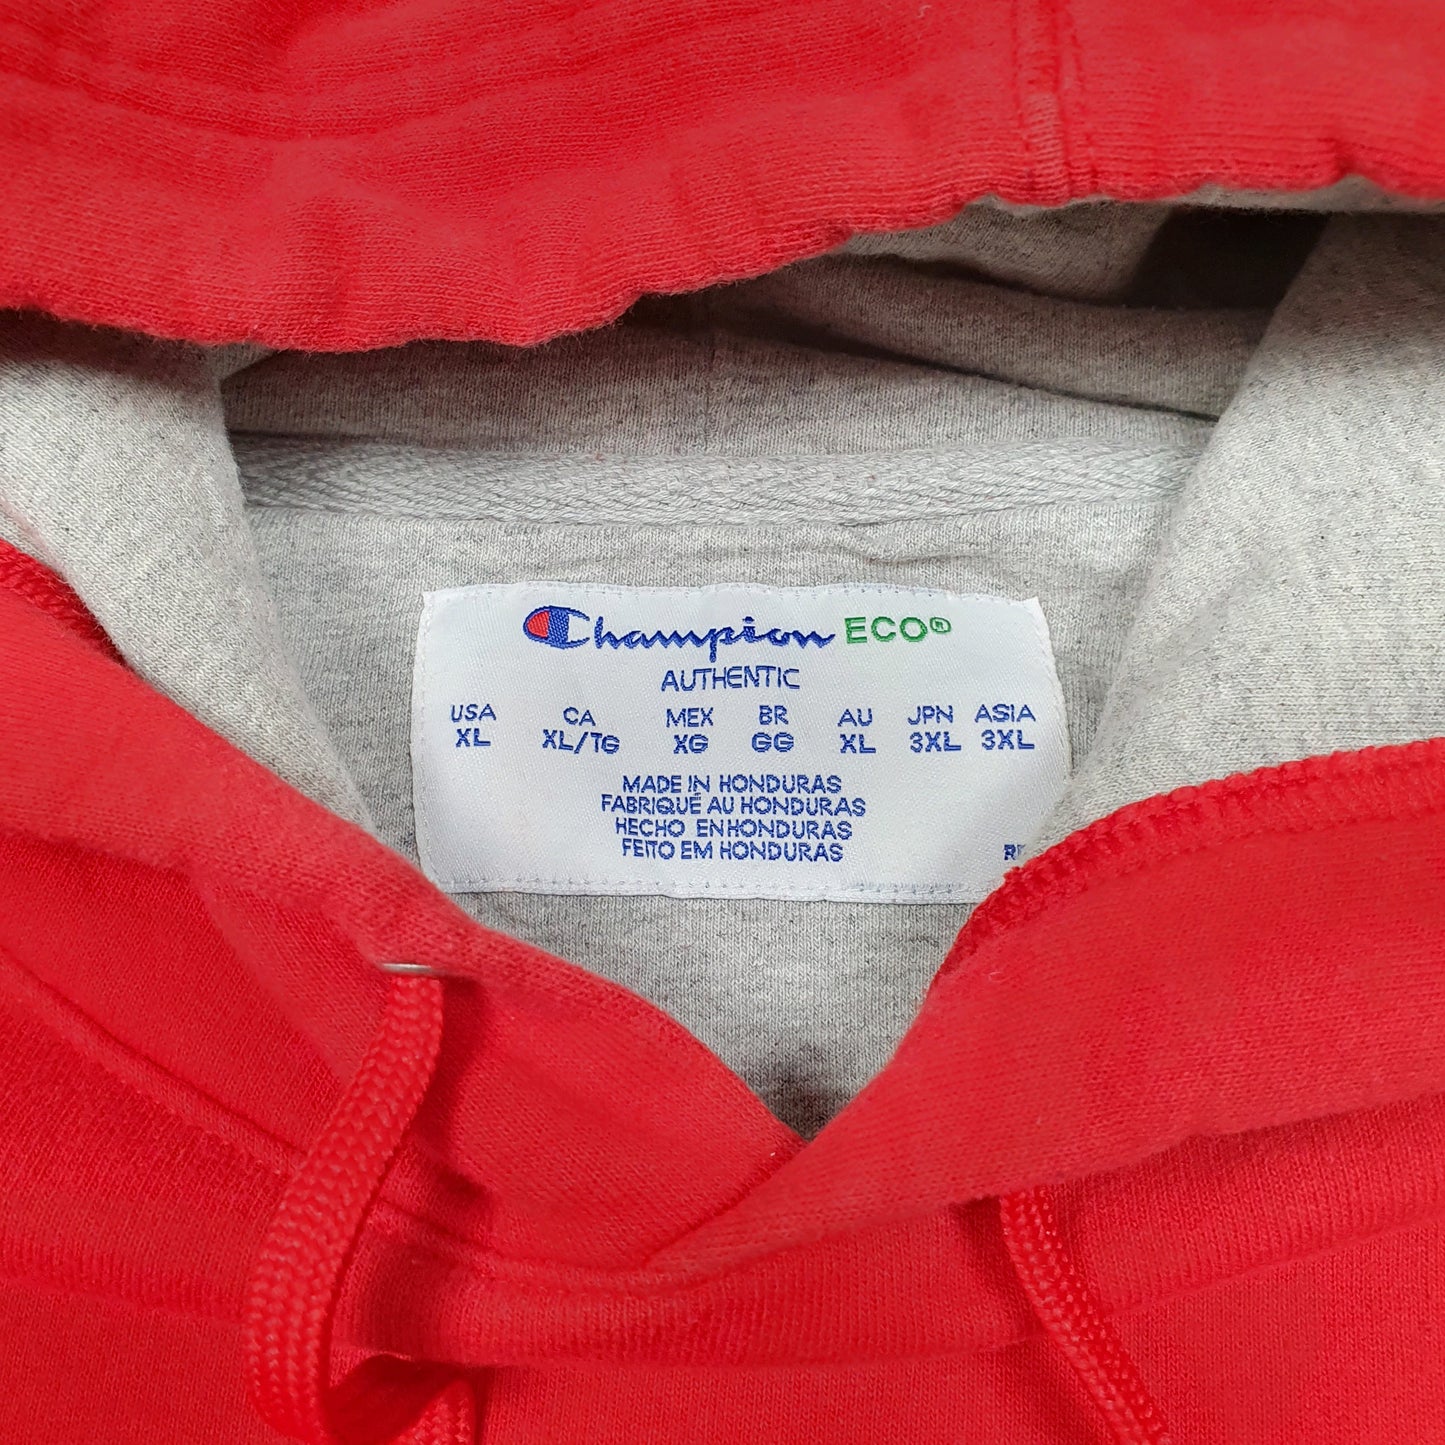 Champion ECO®
AUTHENTIC
USA CA MEX BR AU JPN ASIA
XL XL/TG XG GG XL 3XL 3XL
MADE IN HONDURAS
FABRIQUÉ AU HONDURAS
HECHO EN HONDURAS
FEITO EM HONDURAS